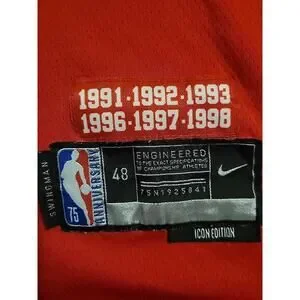 1991·1992·1993
1996·1997·1998
SWINGMAN
75
ANNIVERSARY
48
ENGINEERED
TO THE EXACT SPECIFICATIONS
OF CHAMPIONSHIP ATHLETES
75N1925841
ICON EDITION